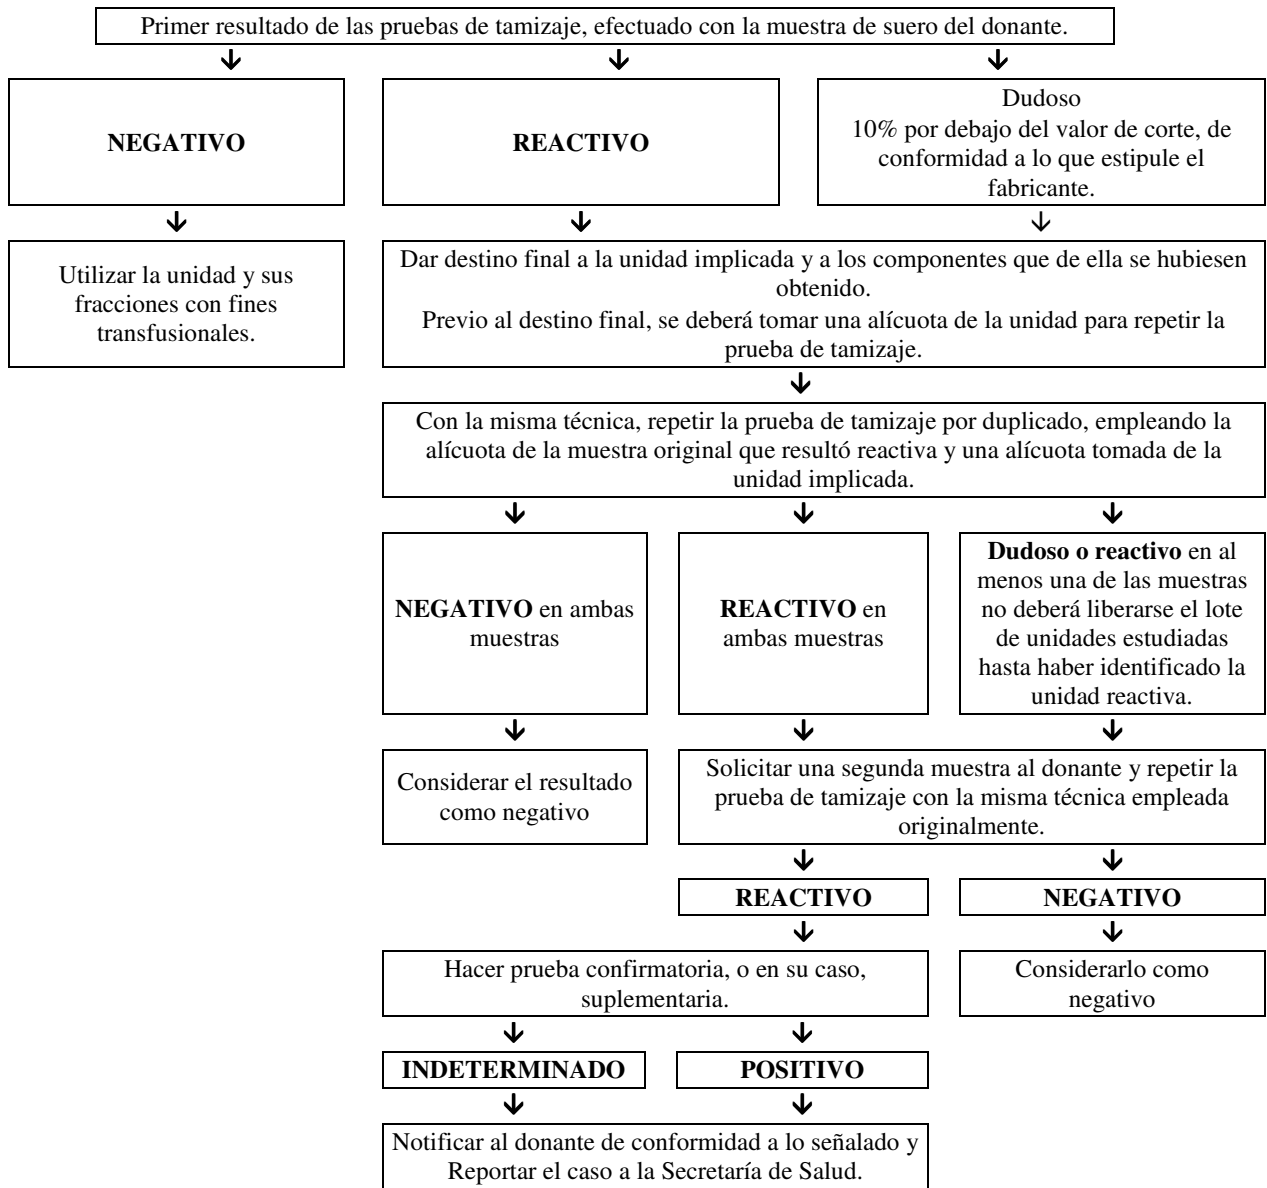 Primer resultado de las pruebas de tamizaje, efectuado con la muestra de suero del donante.
NEGATIVO
REACTIVO
Dudoso
10% por debajo del valor de corte, de
conformidad a lo que estipule el
fabricante.
Utilizar la unidad y sus
fracciones con fines
transfusionales.
Dar destino final a la unidad implicada y a los componentes que de ella se hubiesen
obtenido.
Previo al destino final, se deberá tomar una alícuota de la unidad para repetir la
prueba de tamizaje.
Con la misma técnica, repetir la prueba de tamizaje por duplicado, empleando la
alícuota de la muestra original que resultó reactiva y una alícuota tomada de la
unidad implicada.
NEGATIVO en ambas
muestras
REACTIVO en
ambas muestras
Dudoso o reactivo en al
menos una de las muestras
no deberá liberarse el lote
de unidades estudiadas
hasta haber identificado la
unidad reactiva.
Considerar el resultado
como negativo
Solicitar una segunda muestra al donante y repetir la
prueba de tamizaje con la misma técnica empleada
originalmente.
REACTIVO
NEGATIVO
Hacer prueba confirmatoria, o en su caso,
suplementaria.
Considerarlo como
negativo
INDETERMINADO
POSITIVO
Notificar al donante de conformidad a lo señalado y
Reportar el caso a la Secretaría de Salud.